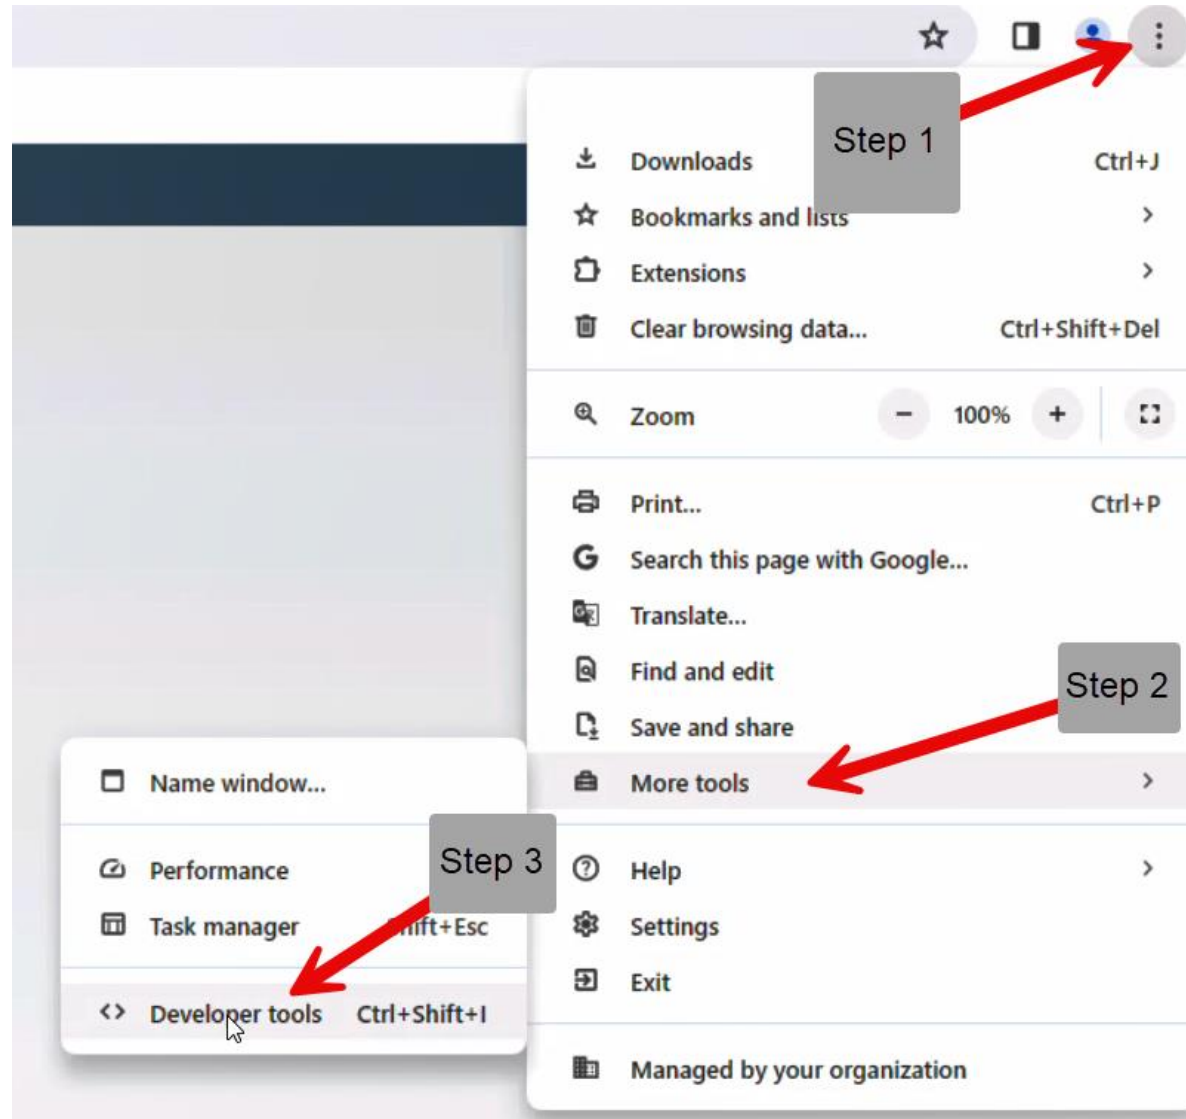 Step 1
Downloads Ctrl+J
Bookmarks and lists
Extensions
Clear browsing data... Ctrl+Shift+Del
Zoom − 100% +
Print... Ctrl+P
Search this page with Google...
Translate...
Find and edit
Step 2
Save and share
More tools
Name window...
Step 3
Performance
Task manager Shift+Esc
Developer tools Ctrl+Shift+I
Help
Settings
Exit
Managed by your organization